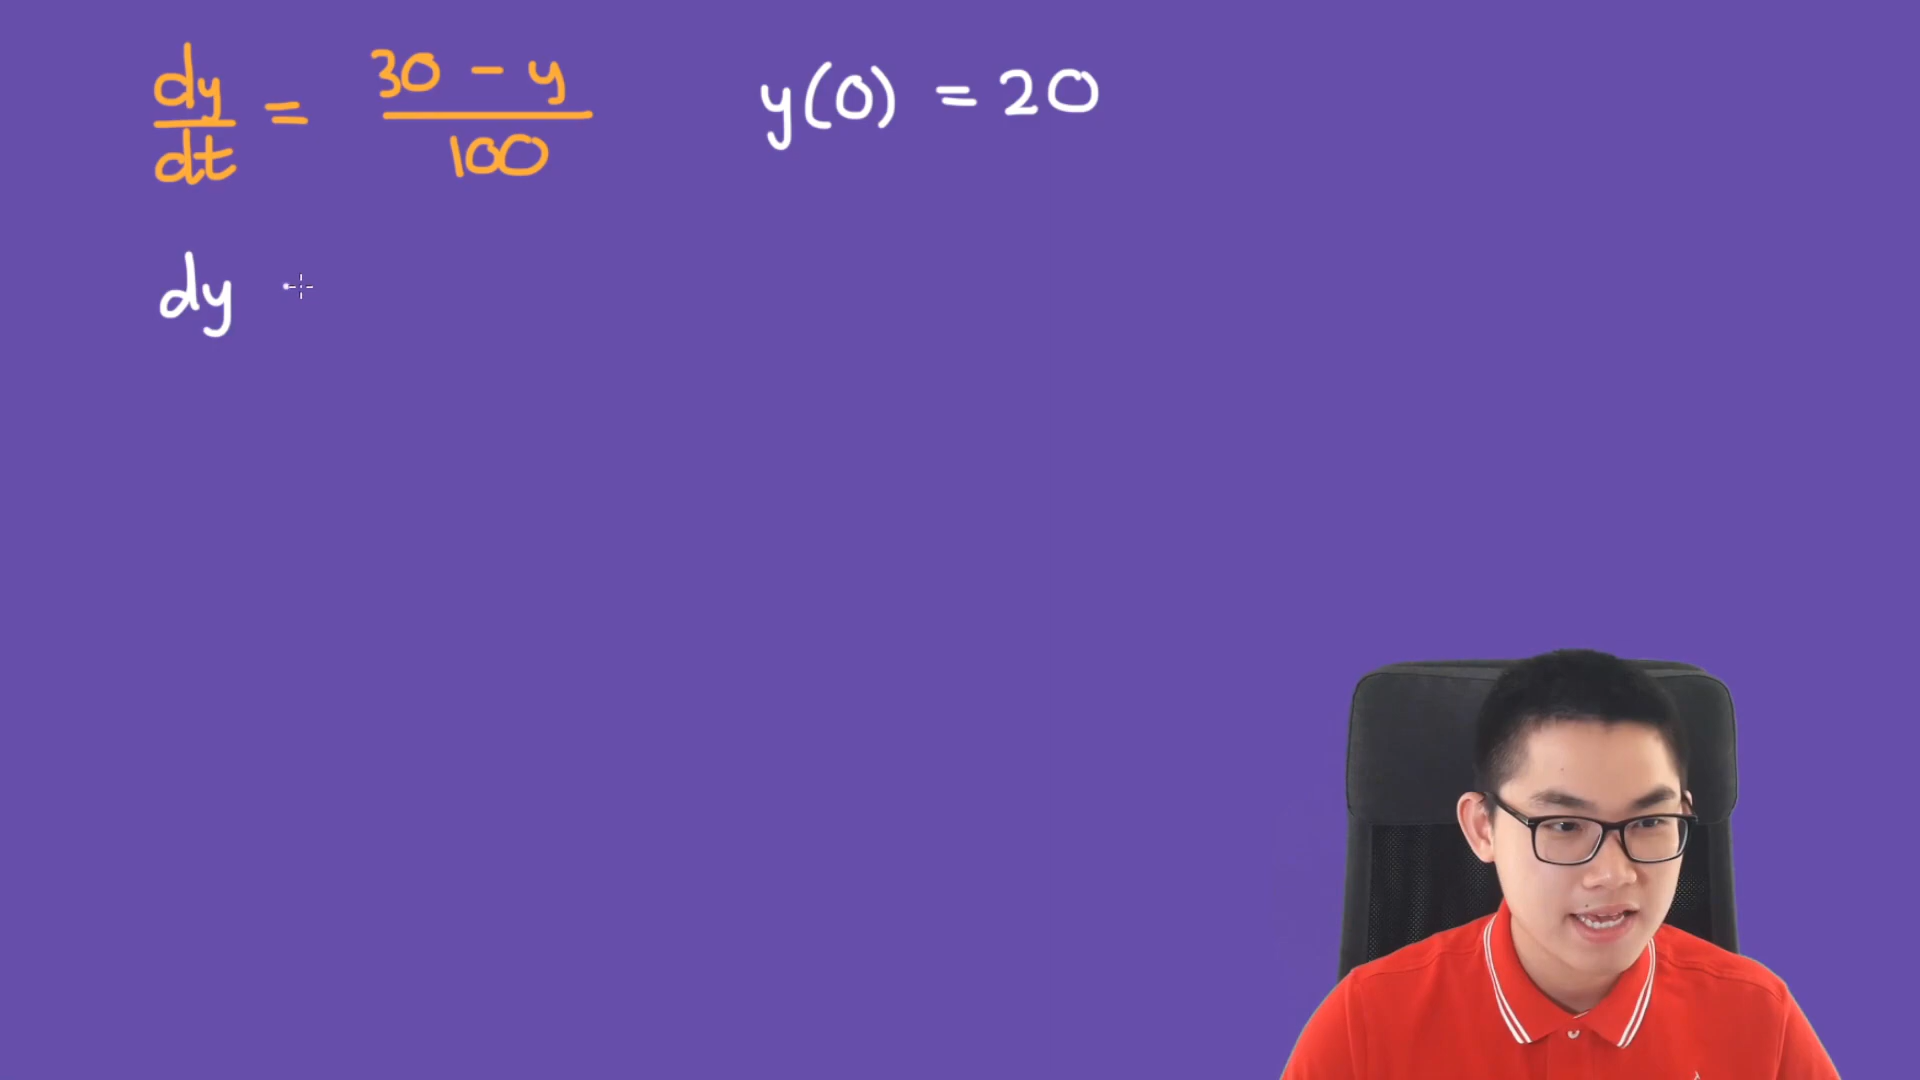 dy/dt = (30 - y)/100    y(0) = 20
dy